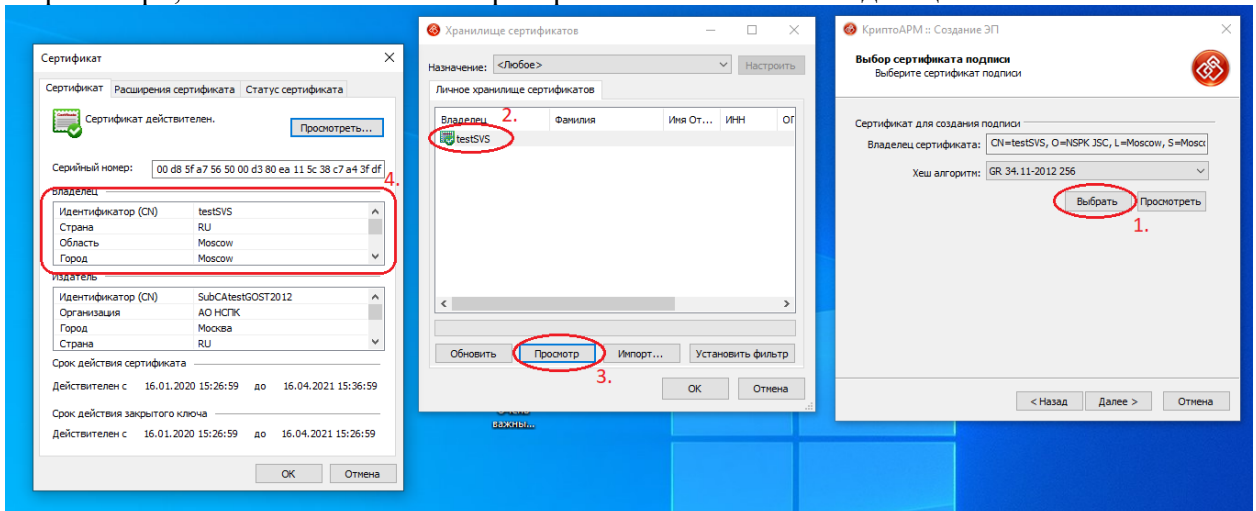 Сертификат
Сертификат Расширения сертификата Статус сертификата
Сертификат действителен.
Просмотреть...
Серийный номер: 00 d8 5f a7 56 50 00 d3 80 ea 11 5c 38 c7 a4 3f df
4.
Владелец
Идентификатор (CN) testSVS
Страна RU
Область Moscow
Город Moscow
Издатель
Идентификатор (CN) SubCAtestGOST2012
Организация АО НСПК
Город Москва
Страна RU
Срок действия сертификата
Действителен с 16.01.2020 15:26:59 до 16.04.2021 15:36:59
Срок действия закрытого ключа
Действителен с 16.01.2020 15:26:59 до 16.04.2021 15:26:59
ОК Отмена
Хранилище сертификатов
Назначение: <Любое> Настроить
Личное хранилище сертификатов
Владелец 2. Фамилия Имя От... ИНН ОГ
testSVS
Обновить Просмотр Импорт... Установить фильтр
3.
ОК Отмена
важны...
КриптоАРМ :: Создание ЭП
Выбор сертификата подписи
Выберите сертификат подписи
Сертификат для создания подписи
Владелец сертификата: CN=testSVS, O=NSPK JSC, L=Moscow, S=Mosco
Хеш алгоритм: GR 34.11-2012 256
Выбрать Просмотреть
1.
< Назад Далее > Отмена